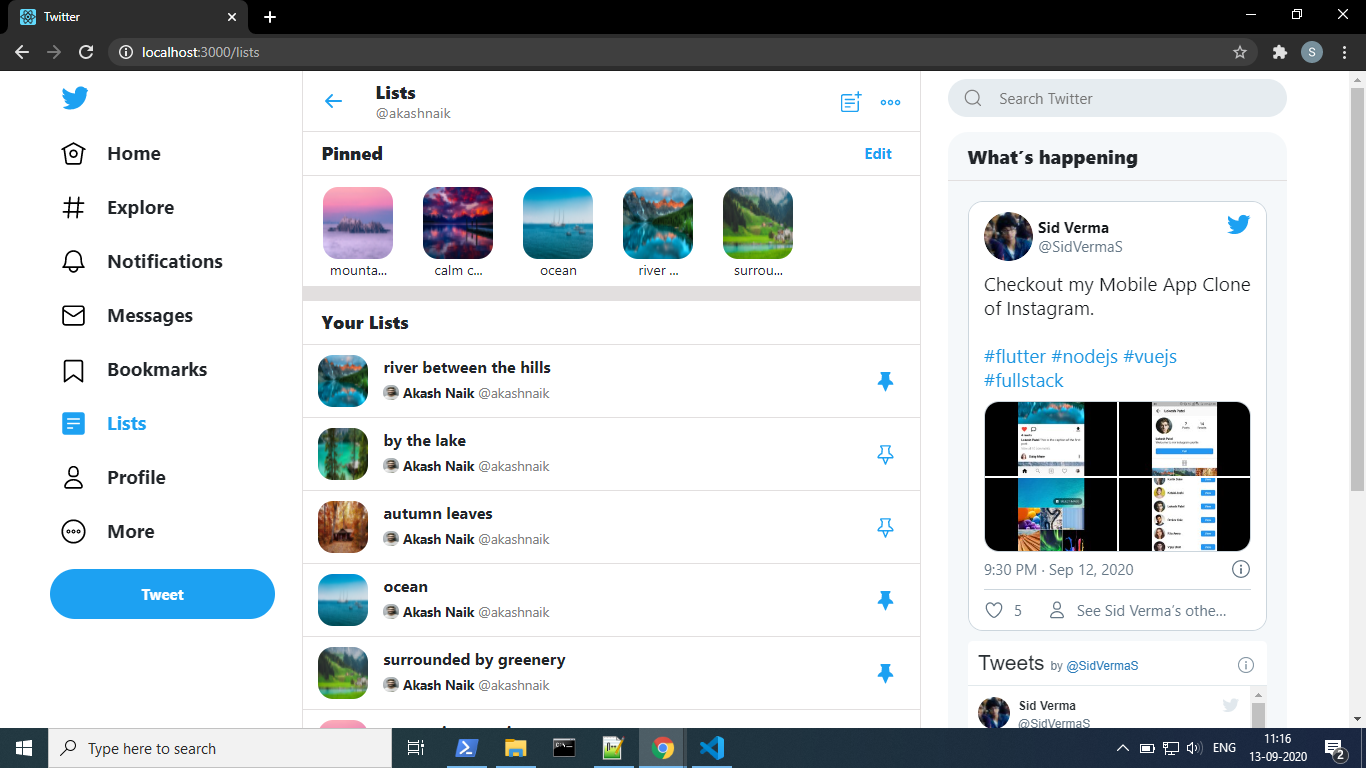 Twitter
localhost:3000/lists
S
Home
Explore
Notifications
Messages
Bookmarks
Lists
Profile
More
Tweet
Lists
@akashnaik
Pinned
Edit
mounta...
calm c...
ocean
river ...
surrou...
Your Lists
river between the hills
Akash Naik @akashnaik
by the lake
Akash Naik @akashnaik
autumn leaves
Akash Naik @akashnaik
ocean
Akash Naik @akashnaik
surrounded by greenery
Akash Naik @akashnaik
Search Twitter
What´s happening
Sid Verma
@SidVermaS
Checkout my Mobile App Clone
of Instagram.
#flutter #nodejs #vuejs
#fullstack
Lokesh Patel
9:30 PM · Sep 12, 2020
5
See Sid Verma's othe...
Tweets by @SidVermaS
Sid Verma
@SidVermaS
Type here to search
ENG
11:16
13-09-2020
2